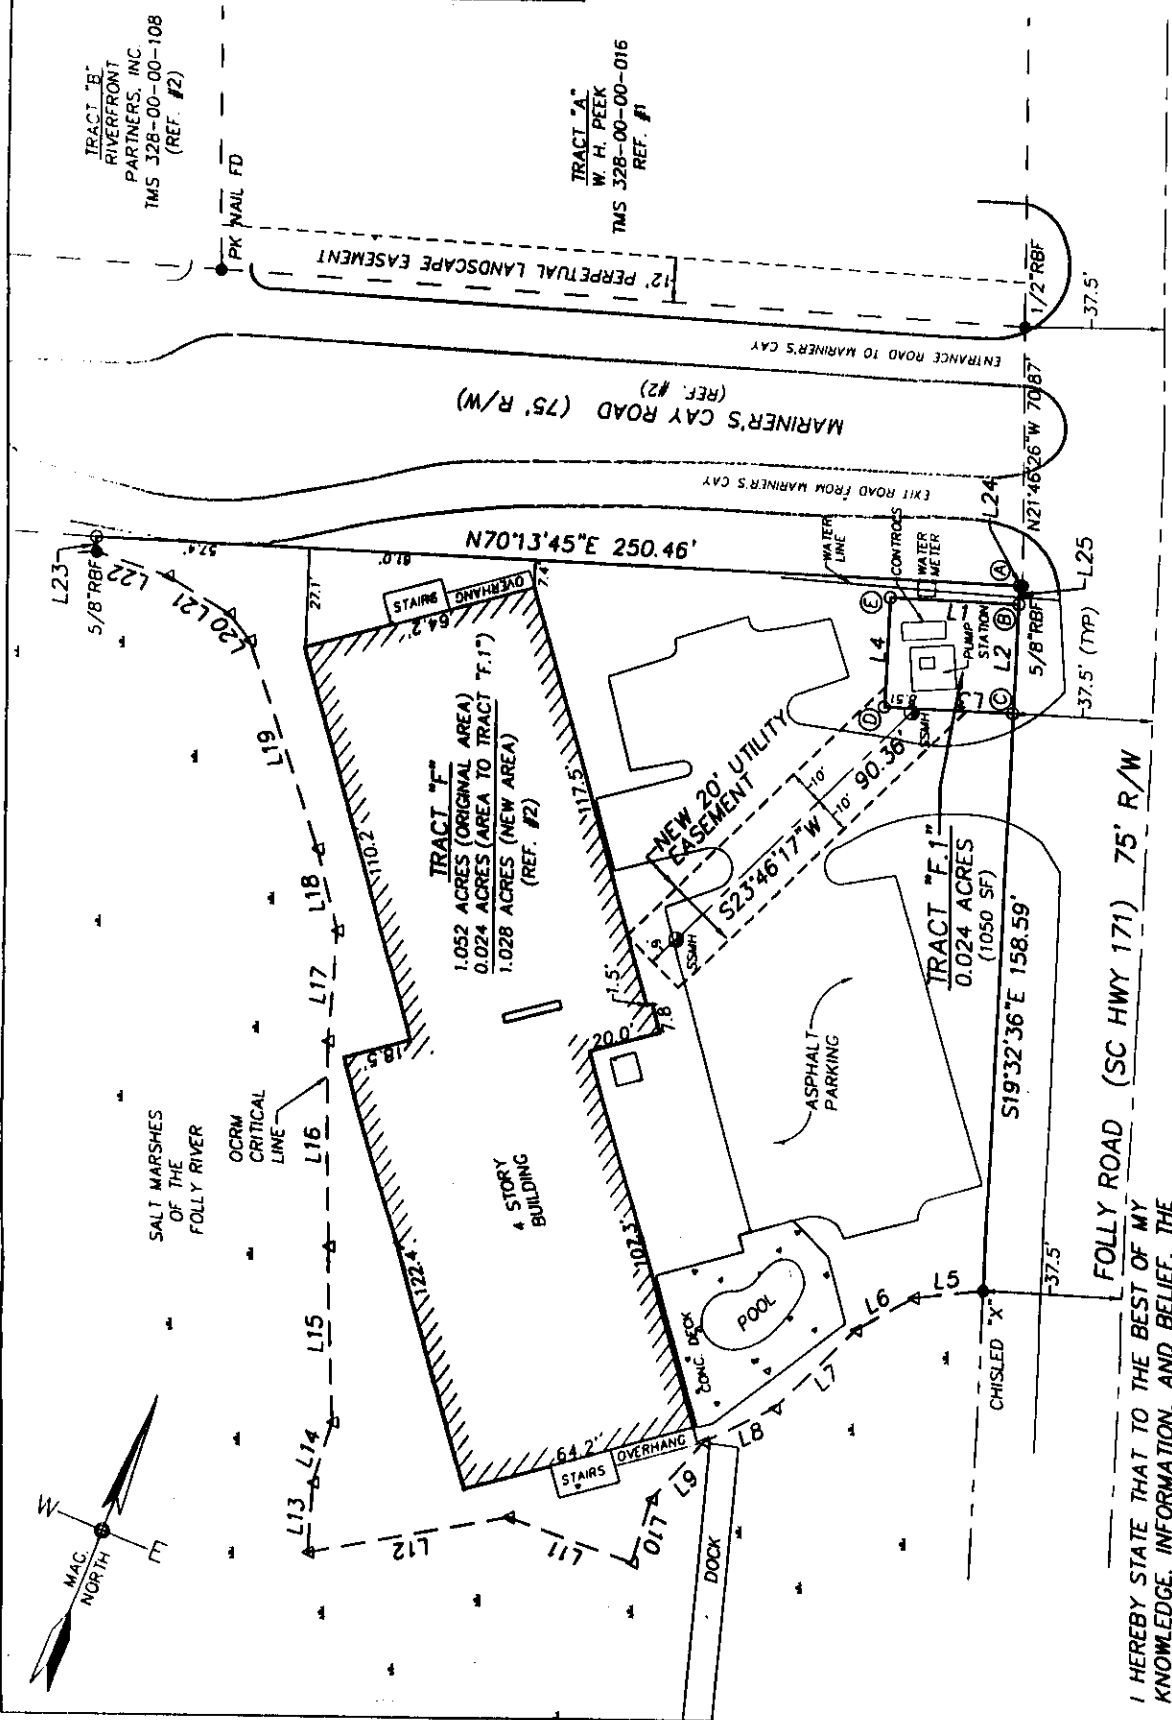 TRACT "B"
RIVERFRONT
PARTNERS, INC.
TMS 328-00-00-108
(REF. #2)
PK NAIL FD
TRACT "A"
W. H. PEEK
TMS 328-00-00-016
REF. #1
12' PERPETUAL LANDSCAPE EASEMENT
1/2"RBF
37.5'
ENTRANCE ROAD TO MARINER'S CAY
MARINER'S CAY ROAD (75' R/W)
(REF. #2)
EXIT ROAD FROM MARINER'S CAY
N21°46'26"W 70.87'
L24
L25
L23
5/8"RBF
L22
L21
L20
57.4'
N70°13'45"E 250.46'
61.0'
27.1'
7.4'
STAIRS
OVERHANG
64.2'
WATER
LINE
CONTROLS
WATER
METER
A
B
C
D
E
L1
L2
L3
L4
8.51
PUMP
STATION
5/8"RBF
37.5' (TYP)
SSMH
L19
L18
L17
L16
L15
L14
L13
L12
L11
L10
L9
L8
L7
L6
L5
110.2'
117.5'
TRACT "F"
1.052 ACRES (ORIGINAL AREA)
0.024 ACRES (AREA TO TRACT "F.1")
1.028 ACRES (NEW AREA)
(REF. #2)
NEW 20' UTILITY
EASEMENT
10'
10'
S23°46'17"W 90.36'
SSMH
TRACT "F.1"
0.024 ACRES
(1050 SF)
S19°32'36"E 158.59'
1.5'
7.8
20.0'
18.5'
ASPHALT
PARKING
SALT MARSHES
OF THE
FOLLY RIVER
OCRM
CRITICAL
LINE
4 STORY
BUILDING
122.4'
107.3'
CONC. DECK
POOL
64.2'
STAIRS
OVERHANG
DOCK
CHISLED "X"
37.5'
FOLLY ROAD (SC HWY 171) 75' R/W
W
E
MAG.
NORTH
I HEREBY STATE THAT TO THE BEST OF MY
KNOWLEDGE, INFORMATION, AND BELIEF, THE